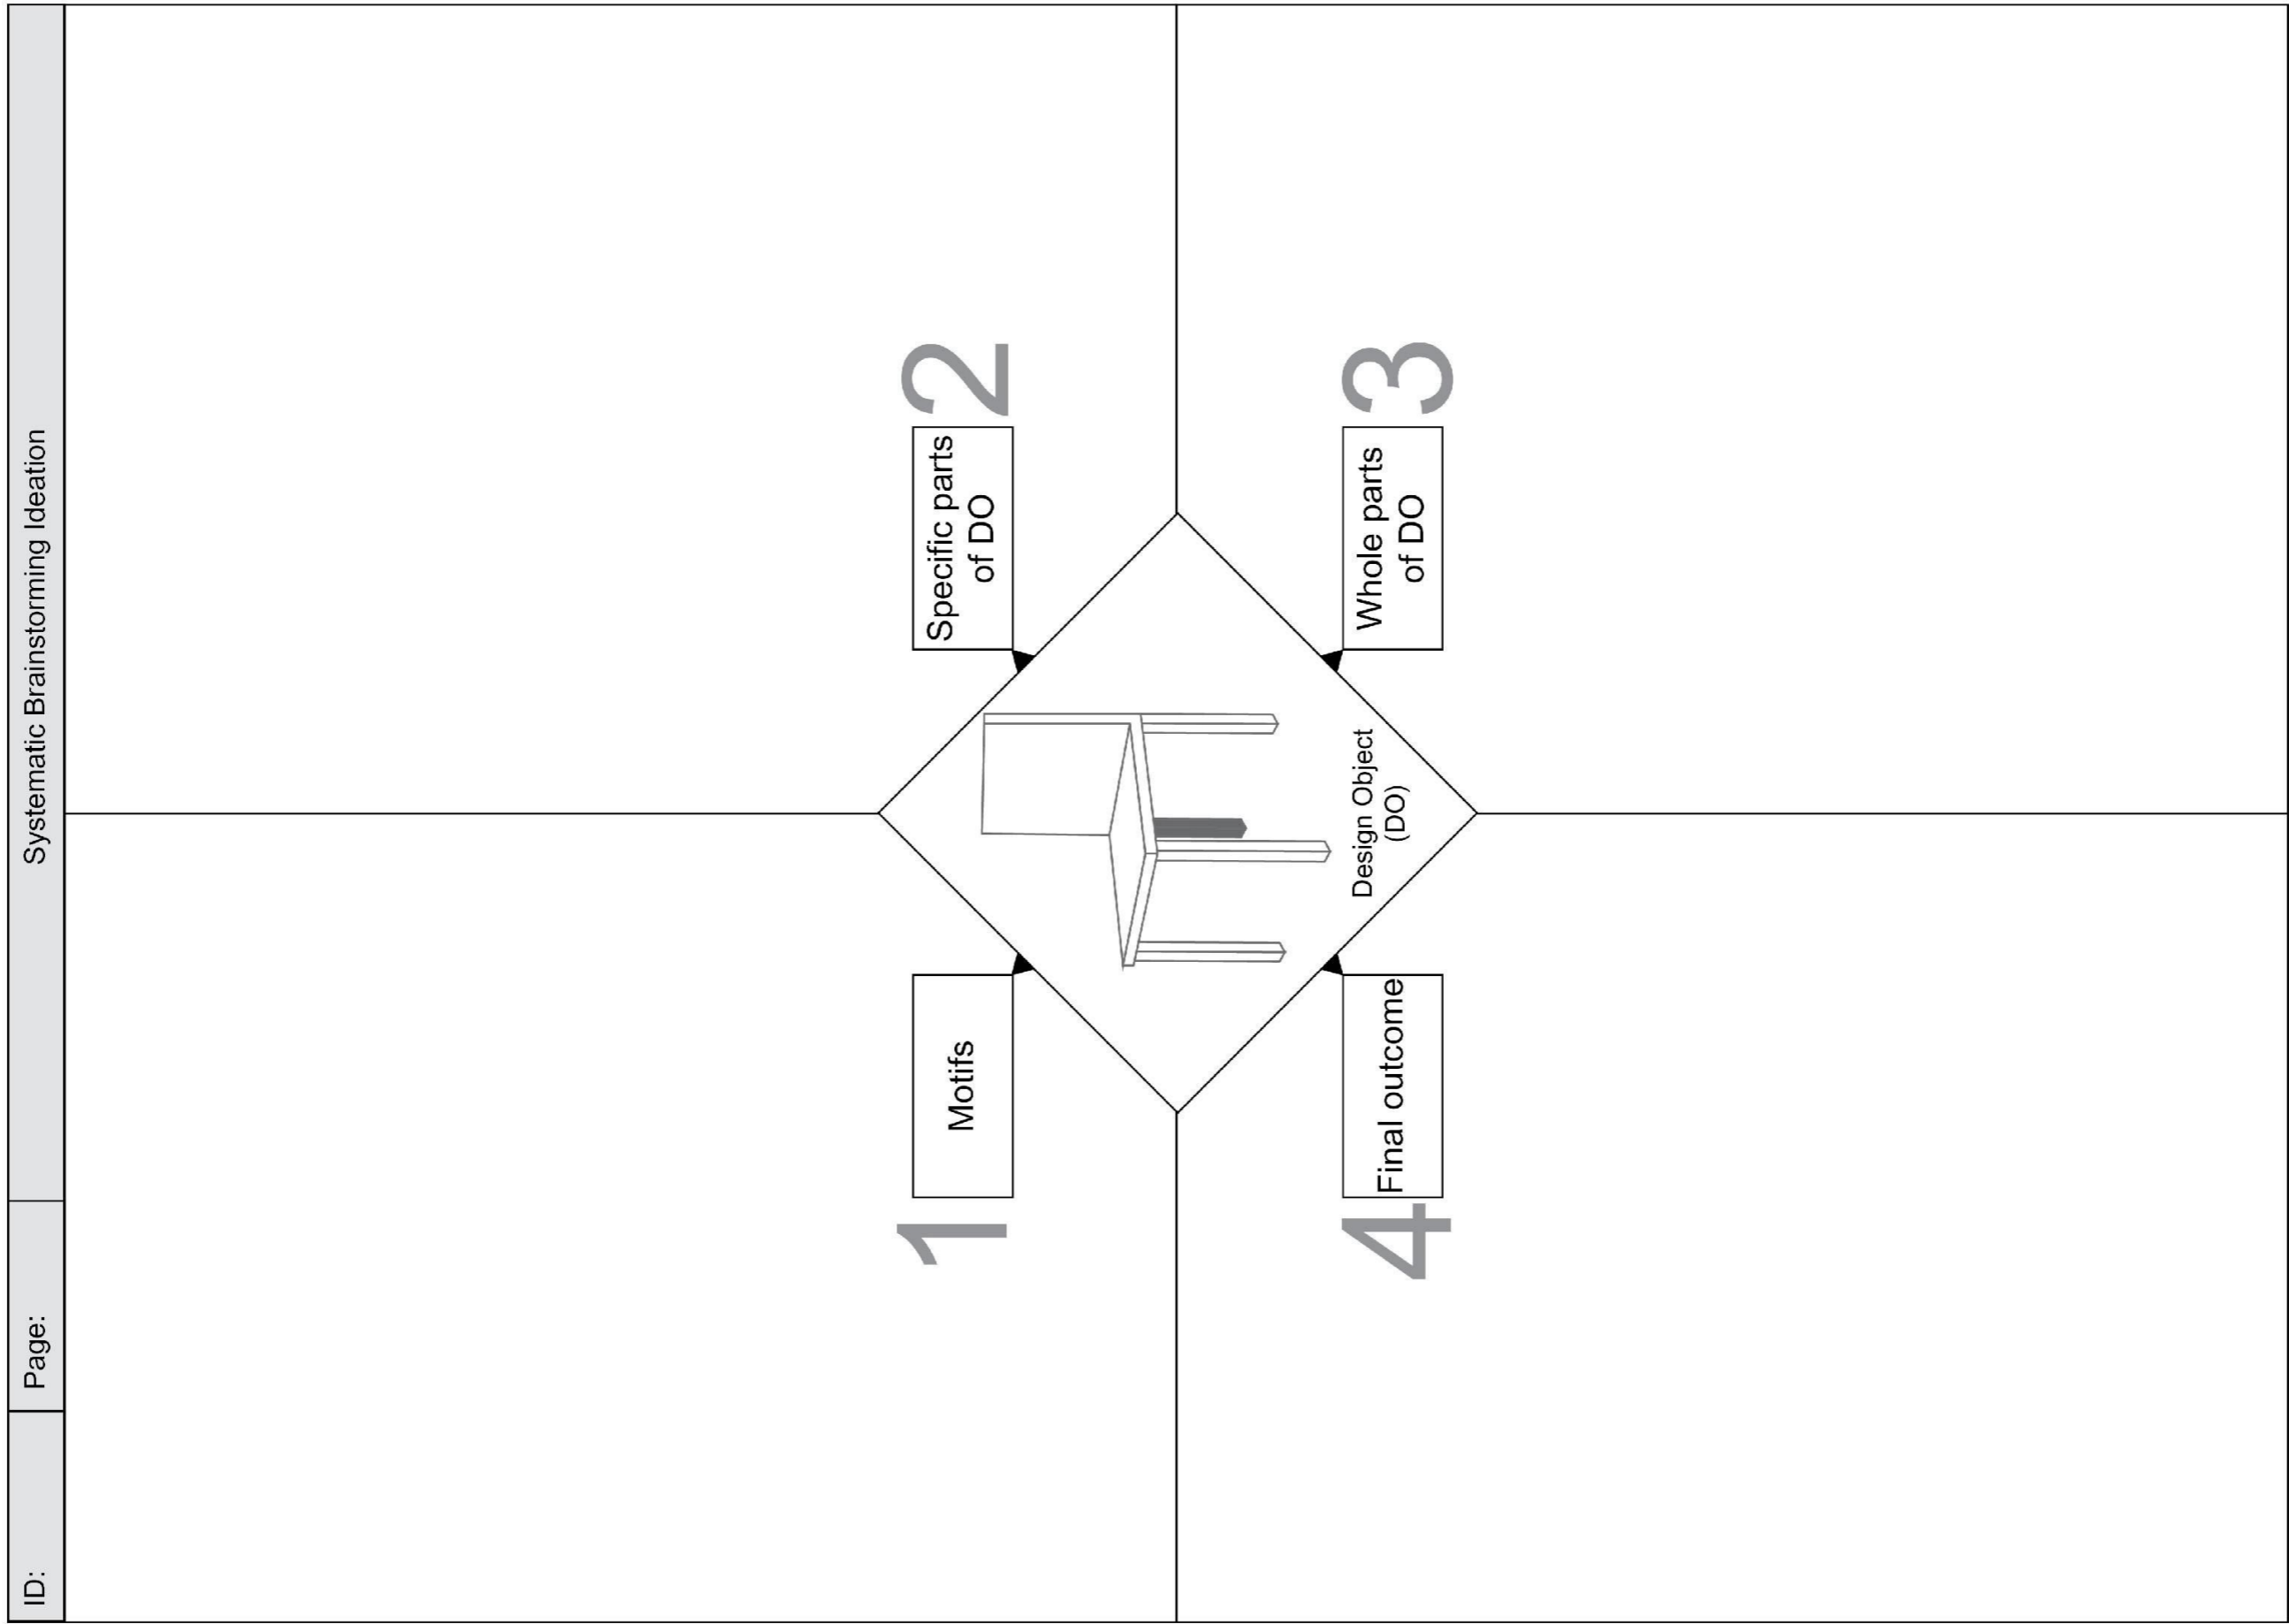 ID:
Page:
Systematic Brainstorming Ideation
1
Motifs
2
Specific parts
of DO
Design Object
(DO)
4
Final outcome
3
Whole parts
of DO